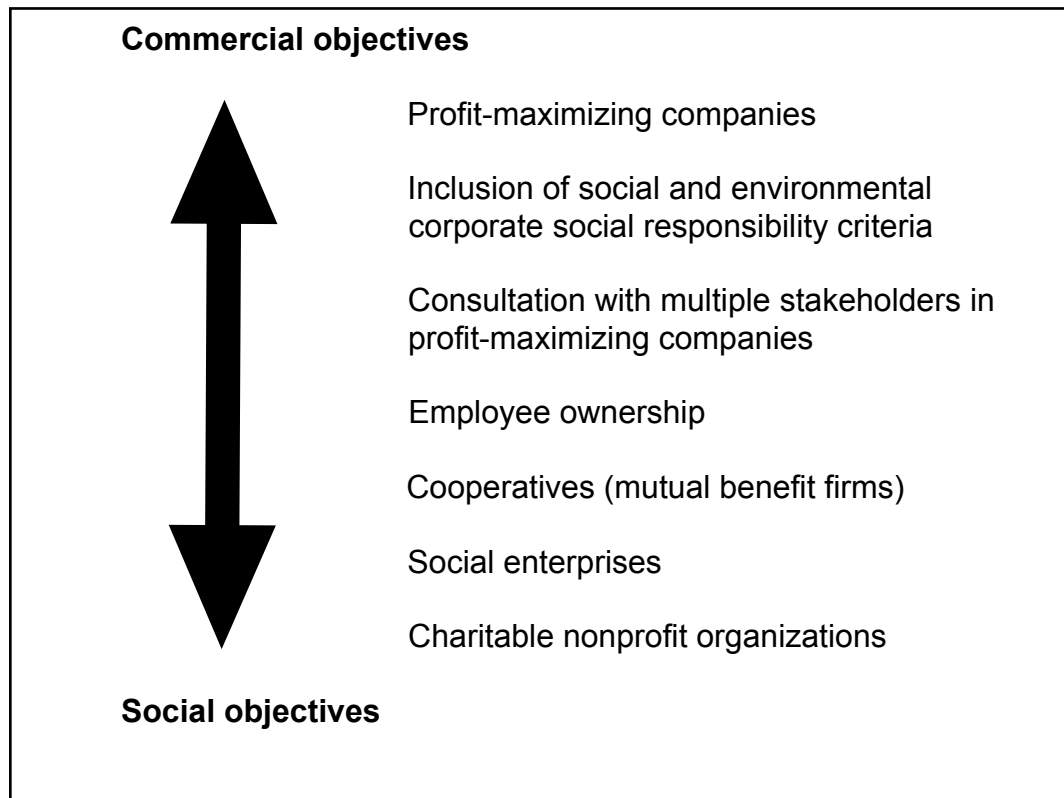 Commercial objectives
Profit-maximizing companies
Inclusion of social and environmental
corporate social responsibility criteria
Consultation with multiple stakeholders in
profit-maximizing companies
Employee ownership
Cooperatives (mutual benefit firms)
Social enterprises
Charitable nonprofit organizations
Social objectives